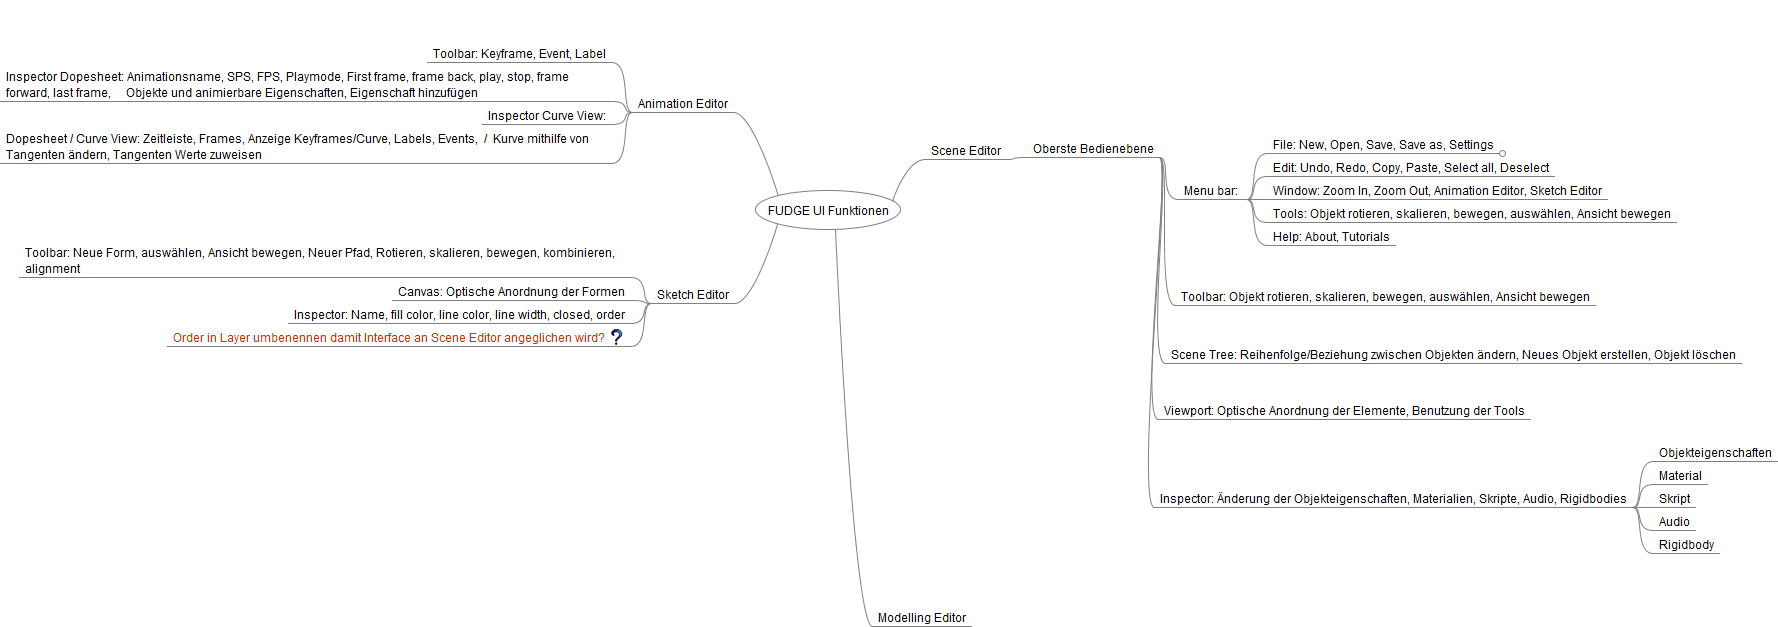 Toolbar: Keyframe, Event, Label
Inspector Dopesheet: Animationsname, SPS, FPS, Playmode, First frame, frame back, play, stop, frame
forward, last frame, Objekte und animierbare Eigenschaften, Eigenschaft hinzufügen
Inspector Curve View:
Dopesheet / Curve View: Zeitleiste, Frames, Anzeige Keyframes/Curve, Labels, Events, / Kurve mithilfe von
Tangenten ändern, Tangenten Werte zuweisen
Animation Editor
Toolbar: Neue Form, auswählen, Ansicht bewegen, Neuer Pfad, Rotieren, skalieren, bewegen, kombinieren,
alignment
Canvas: Optische Anordnung der Formen
Inspector: Name, fill color, line color, line width, closed, order
Order in Layer umbenennen damit Interface an Scene Editor angeglichen wird? ?
Sketch Editor
FUDGE UI Funktionen
Scene Editor
Oberste Bedienebene
Menu bar:
File: New, Open, Save, Save as, Settings
Edit: Undo, Redo, Copy, Paste, Select all, Deselect
Window: Zoom In, Zoom Out, Animation Editor, Sketch Editor
Tools: Objekt rotieren, skalieren, bewegen, auswählen, Ansicht bewegen
Help: About, Tutorials
Toolbar: Objekt rotieren, skalieren, bewegen, auswählen, Ansicht bewegen
Scene Tree: Reihenfolge/Beziehung zwischen Objekten ändern, Neues Objekt erstellen, Objekt löschen
Viewport: Optische Anordnung der Elemente, Benutzung der Tools
Inspector: Änderung der Objekteigenschaften, Materialien, Skripte, Audio, Rigidbodies
Objekteigenschaften
Material
Skript
Audio
Rigidbody
Modelling Editor